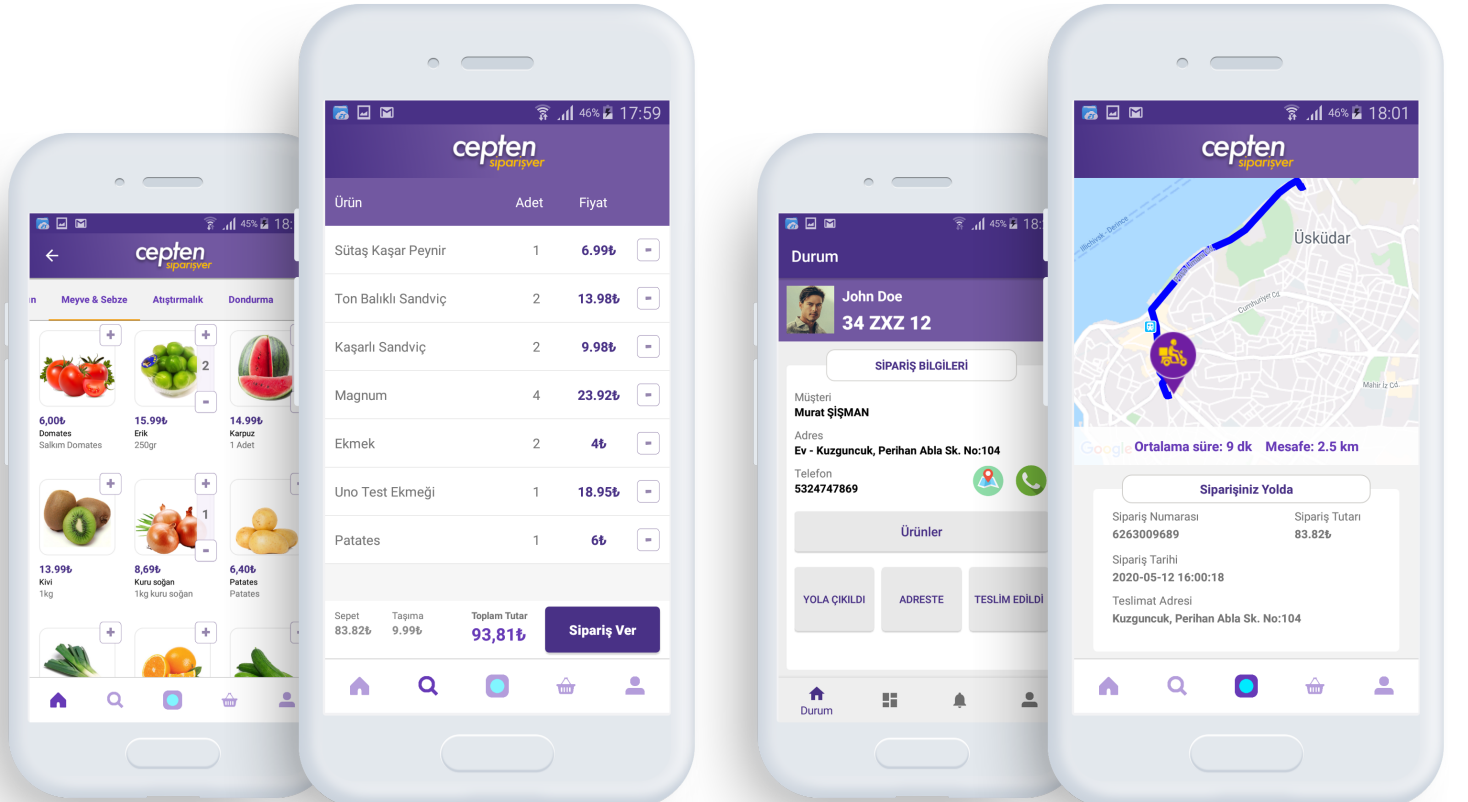 45% 18:
cepten
siparişver
Meyve & Sebze Atıştırmalık Dondurma
2
6,00₺ 15.99₺ 14.99₺
Domates Erik Karpuz
Salkım Domates 250gr 1 Adet
1
13.99₺ 8,69₺ 6,40₺
Kivi Kuru soğan Patates
1kg 1kg kuru soğan Patates
46% 17:59
cepten
siparişver
Ürün Adet Fiyat
Sütaş Kaşar Peynir 1 6.99₺ -
Ton Balıklı Sandviç 2 13.98₺ -
Kaşarlı Sandviç 2 9.98₺ -
Magnum 4 23.92₺ -
Ekmek 2 4₺ -
Uno Test Ekmeği 1 18.95₺ -
Patates 1 6₺ -
Sepet Taşıma Toplam Tutar
83.82₺ 9.99₺ 93,81₺ Sipariş Ver
45% 18:
Durum
John Doe
34 ZXZ 12
SİPARİŞ BİLGİLERİ
Müşteri
Murat ŞİŞMAN
Adres
Ev - Kuzguncuk, Perihan Abla Sk. No:104
Telefon
5324747869
Ürünler
YOLA ÇIKILDI ADRESTE TESLİM EDİLDİ
Durum
46% 18:01
cepten
siparişver
Üsküdar
Cumhuriyet Cd.
Mahir İz Cd.
Google
Ortalama süre: 9 dk Mesafe: 2.5 km
Siparişiniz Yolda
Sipariş Numarası Sipariş Tutarı
6263009689 83.82₺
Sipariş Tarihi
2020-05-12 16:00:18
Teslimat Adresi
Kuzguncuk, Perihan Abla Sk. No:104